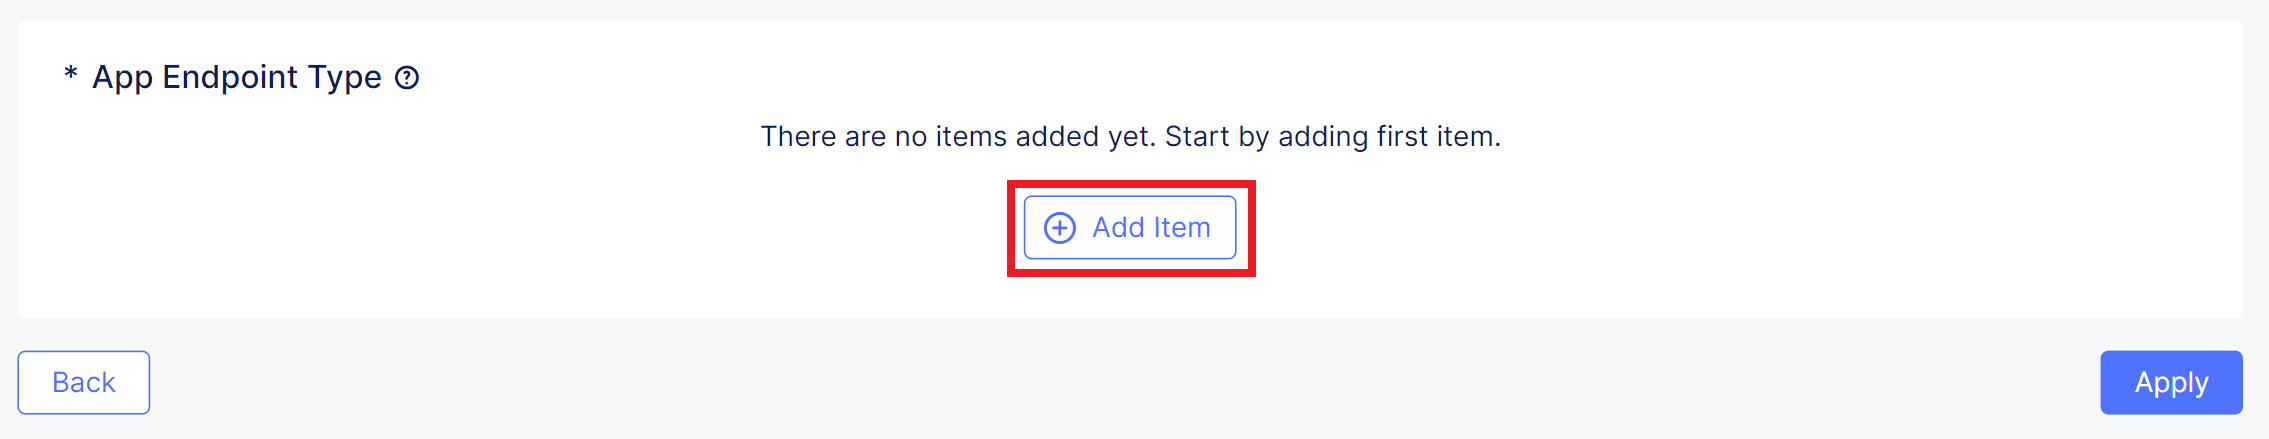 * App Endpoint Type ?
There are no items added yet. Start by adding first item.
Add Item
Back
Apply